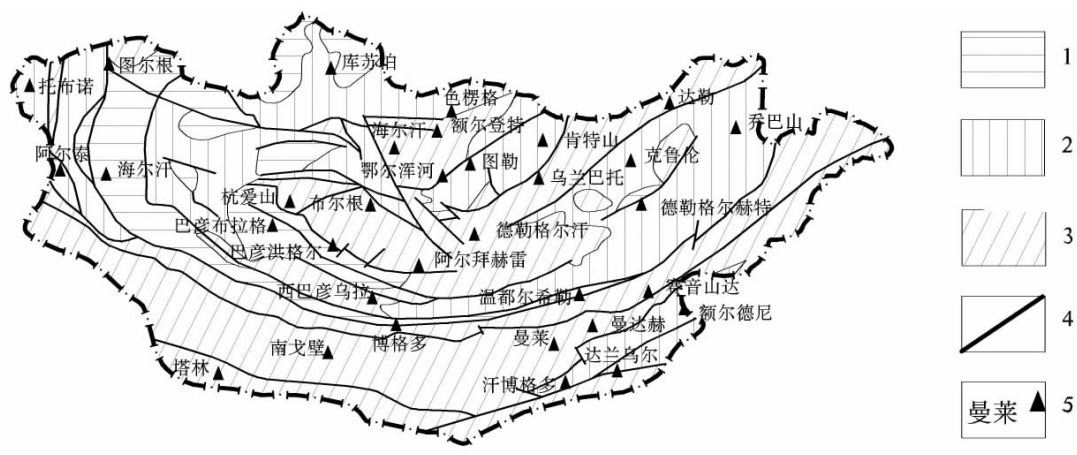 图尔根
库苏泊
托布诺
色楞格
达勒
海尔汗
额尔登特
肯特山
乔巴山
阿尔泰
海尔汗
鄂尔浑河
图勒
克鲁伦
乌兰巴托
杭爱山
布尔根
德勒格尔赫特
巴彦布拉格
德勒格尔汗
巴彦洪格尔
阿尔拜赫雷
西巴彦乌拉
温都尔希勒
赛音山达
额尔德尼
博格多
曼莱
曼达赫
南戈壁
达兰乌尔
塔林
汗博格多
1
2
3
4
曼莱
5